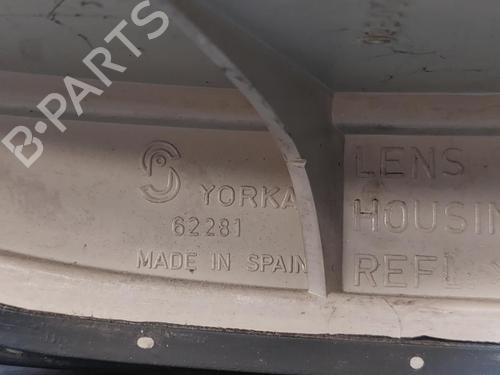 B-PARTS
YORKA
62281
MADE IN SPAIN
LENS
HOUSIN
REFL